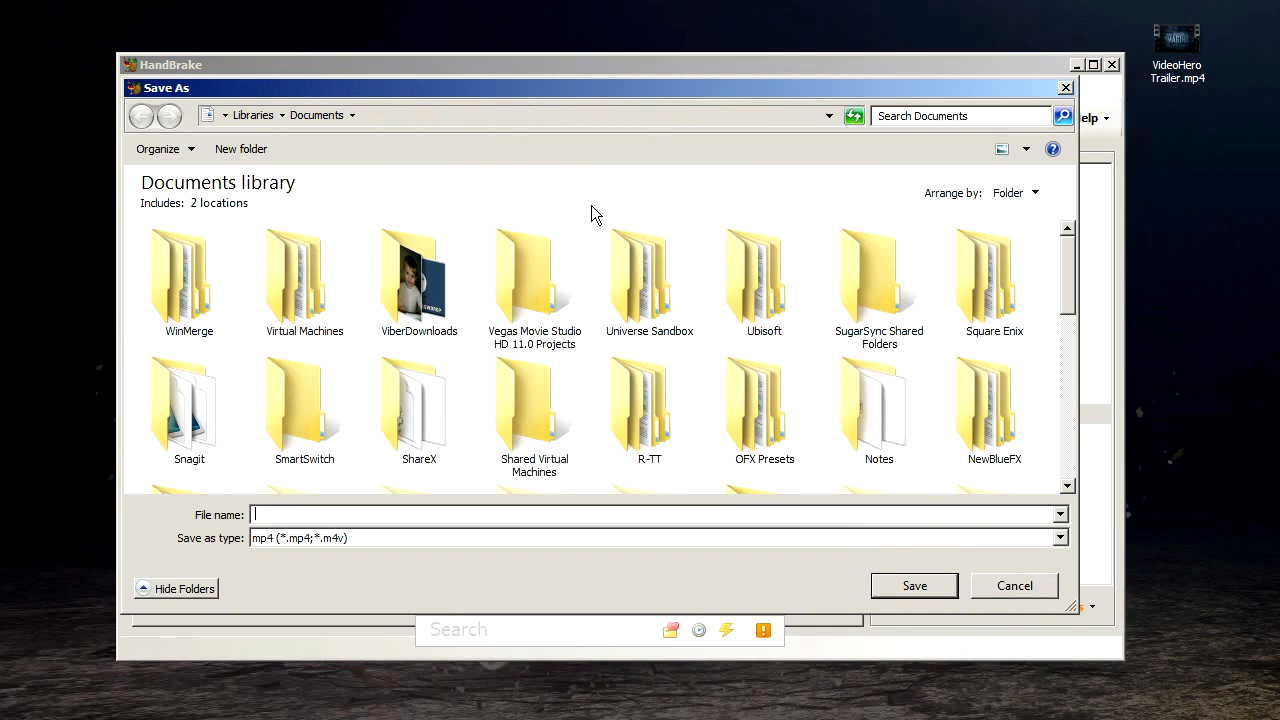 VideoHero
Trailer.mp4
HandBrake
Save As
Libraries
Documents
Search Documents
elp
Organize
New folder
Documents library
Includes: 2 locations
Arrange by: Folder
WinMerge
Virtual Machines
ViberDownloads
Vegas Movie Studio
HD 11.0 Projects
Universe Sandbox
Ubisoft
SugarSync Shared
Folders
Square Enix
Snagit
SmartSwitch
ShareX
Shared Virtual
Machines
R-TT
OFX Presets
Notes
NewBlueFX
File name:
Save as type: mp4 (*.mp4;*.m4v)
Hide Folders
Save
Cancel
Search